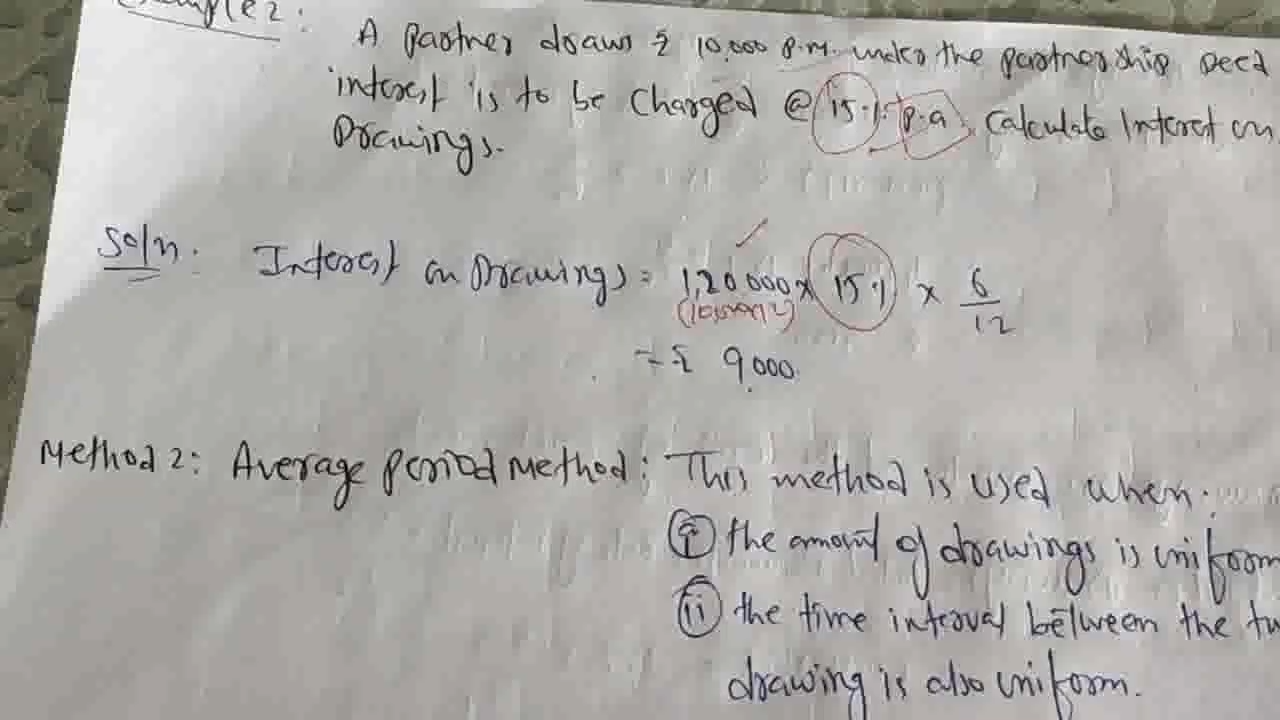 Example 2:
A Partner draws ₹ 10,000 P.M. under the partnership Deed
interest is to be charged @ 15% P.a. Calculate Interet on
Drawings.
Soln. Interest on Drawings = 1,20,000 x 15% x 6/12
(10,000x12)
= ₹ 9,000.
Method 2: Average period Method: This method is used when:
(i) the amount of drawings is uniform
(ii) the time interval between the
drawing is also uniform.